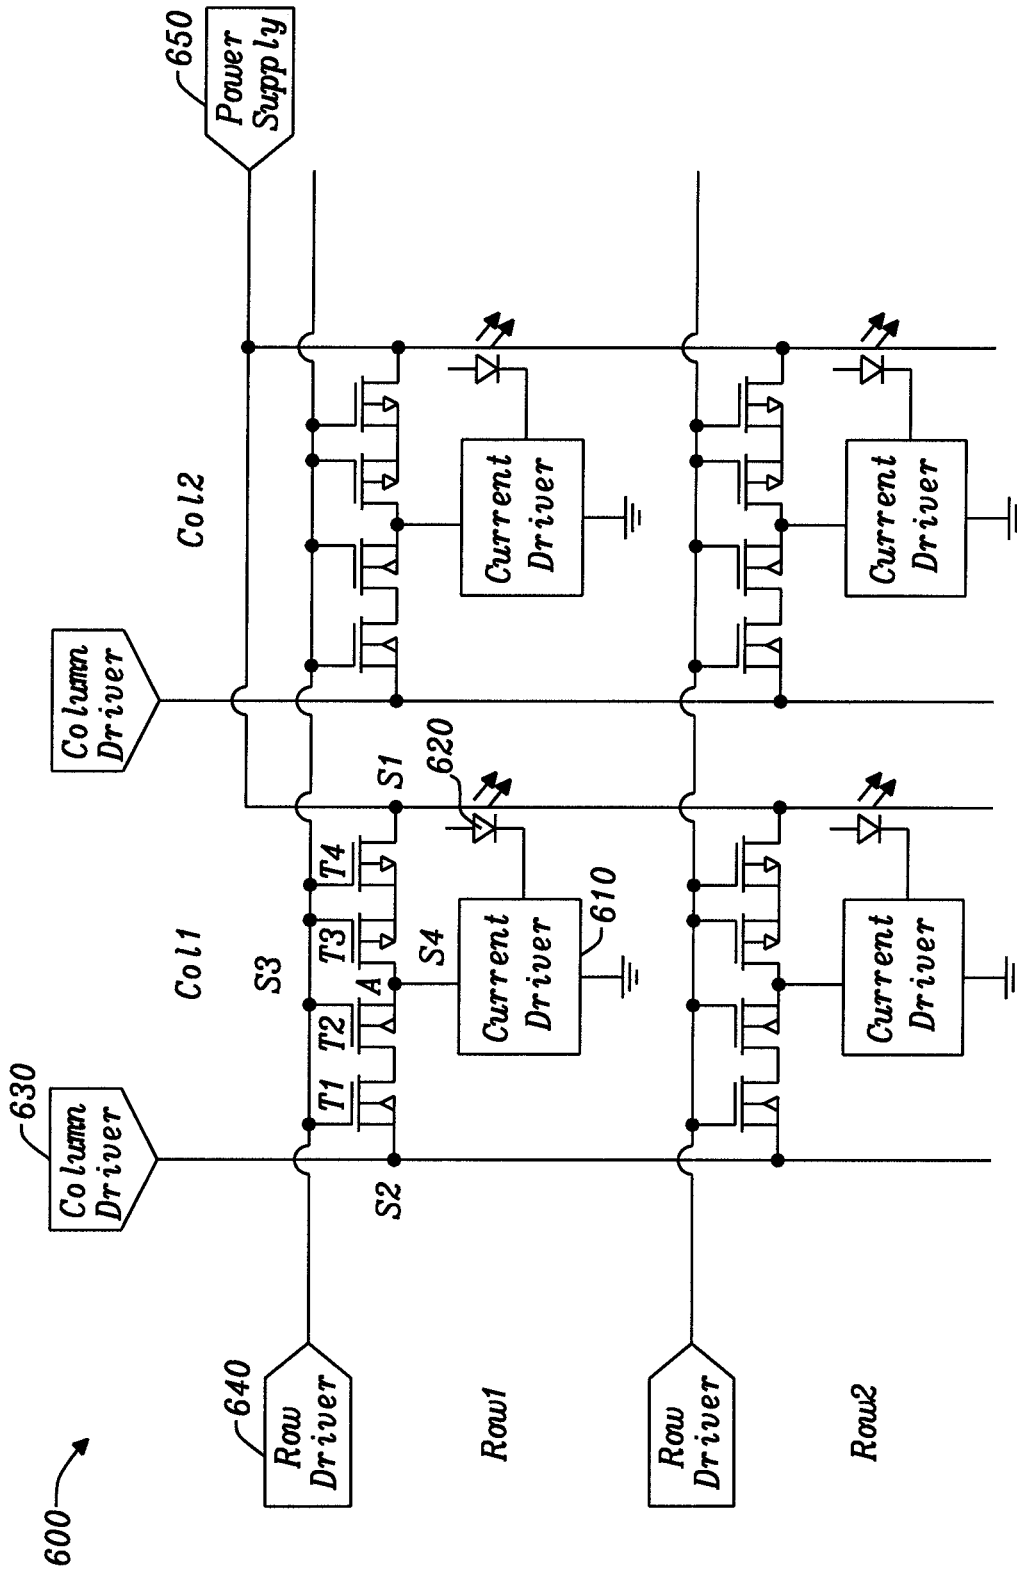 600
650
Power
Supply
Column
Driver
630
Column
Driver
Col1
Col2
640
Row
Driver
S3
T1
T2
T3
T4
A
S2
S4
S1
620
Row1
Current
Driver
610
Current
Driver
Row
Driver
Row2
Current
Driver
Current
Driver